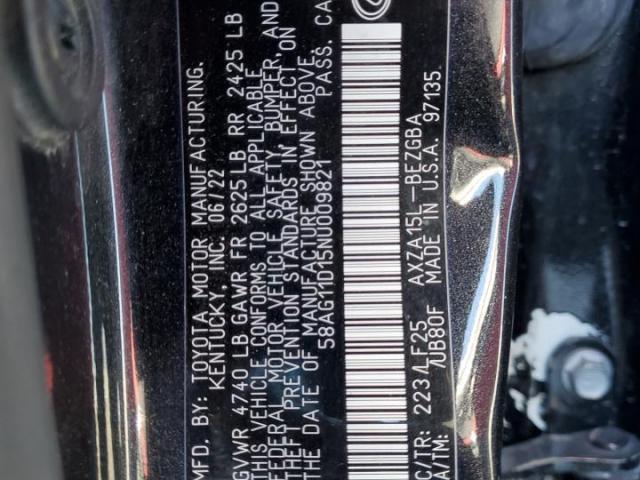 MFD. BY: TOYOTA MOTOR MANUFACTURING.
KENTUCKY, INC. 06/22
GVWR 4740 LB GAWR FR 2625 LB RR 2425 LB
THIS VEHICLE CONFORMS TO ALL APPLICABLE
FEDERAL MOTOR VEHICLE SAFETY, BUMPER, AND
THEFT PREVENTION STANDARDS IN EFFECT ON
THE DATE OF MANUFACTURE SHOWN ABOVE.
58AG11D15NU009821 PASS. CA
C/TR: 223 / LF25 AXZA15L-BEZGBA
A/TM: /UB80F MADE IN U.S.A. 97135